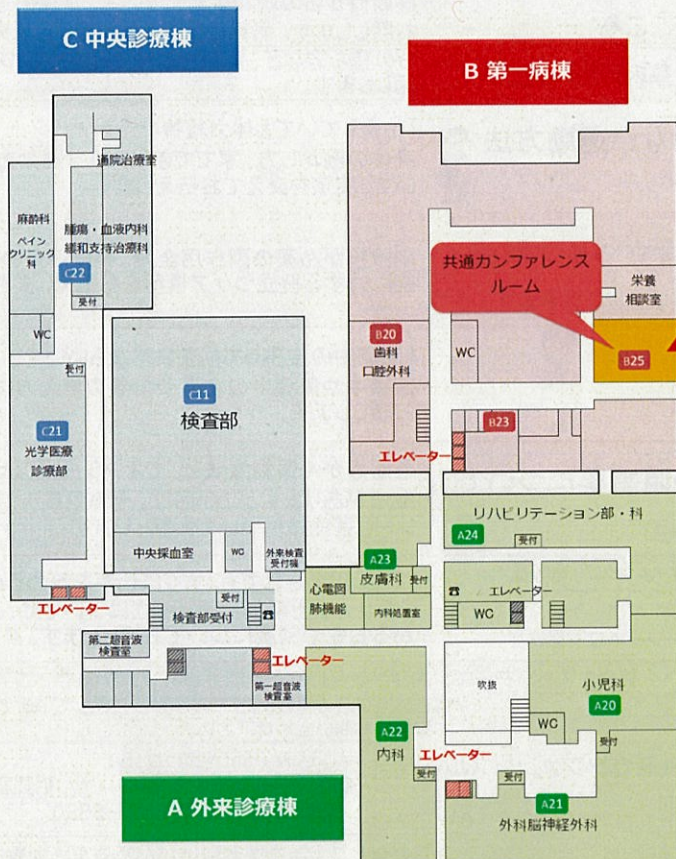 C 中央診療棟
B 第一病棟
通院治療室
麻酔科
ペイン
クリニック
科
腫瘍・血液内科
緩和支持治療科
C22
受付
WC
受付
C21
光学医療
診療部
C11
検査部
中央採血室
WC
外来検査
受付機
エレベーター
受付
検査部受付
第二超音波
検査室
エレベーター
第一超音波
検査室
共通カンファレンス
ルーム
栄養
相談室
B20
歯科
口腔外科
WC
B25
B23
エレベーター
リハビリテーション部・科
A24
受付
A23
皮膚科
受付
心電図
肺機能
内科処置室
エレベーター
WC
吹抜
小児科
A20
WC
受付
A22
内科
受付
エレベーター
受付
A21
外科脳神経外科
A 外来診療棟